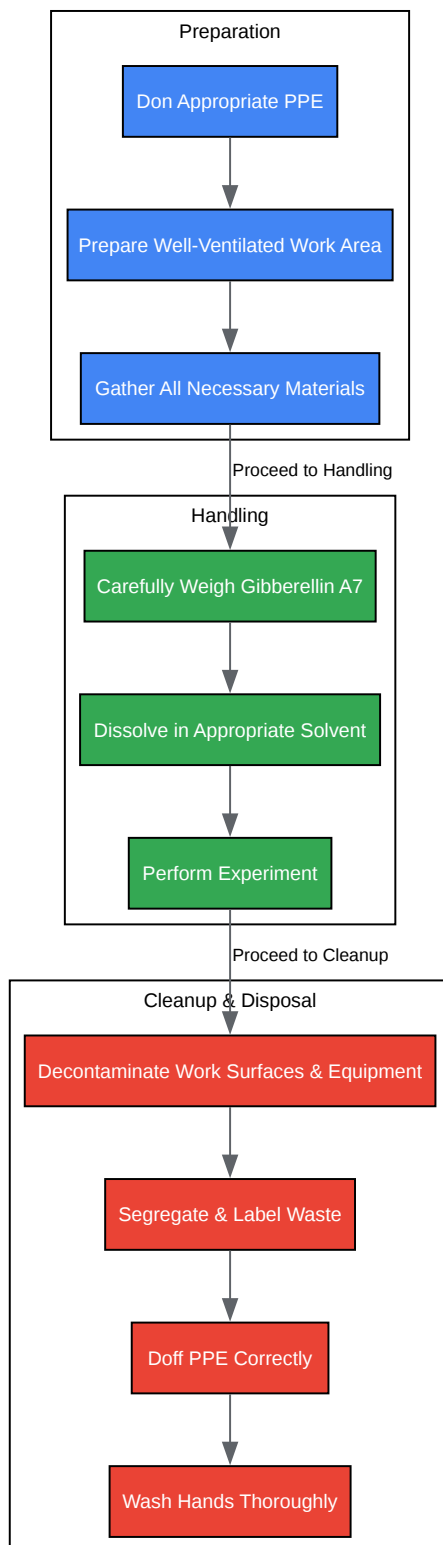 Preparation
Don Appropriate PPE
Prepare Well-Ventilated Work Area
Gather All Necessary Materials
Proceed to Handling
Handling
Carefully Weigh Gibberellin A7
Dissolve in Appropriate Solvent
Perform Experiment
Proceed to Cleanup
Cleanup & Disposal
Decontaminate Work Surfaces & Equipment
Segregate & Label Waste
Doff PPE Correctly
Wash Hands Thoroughly